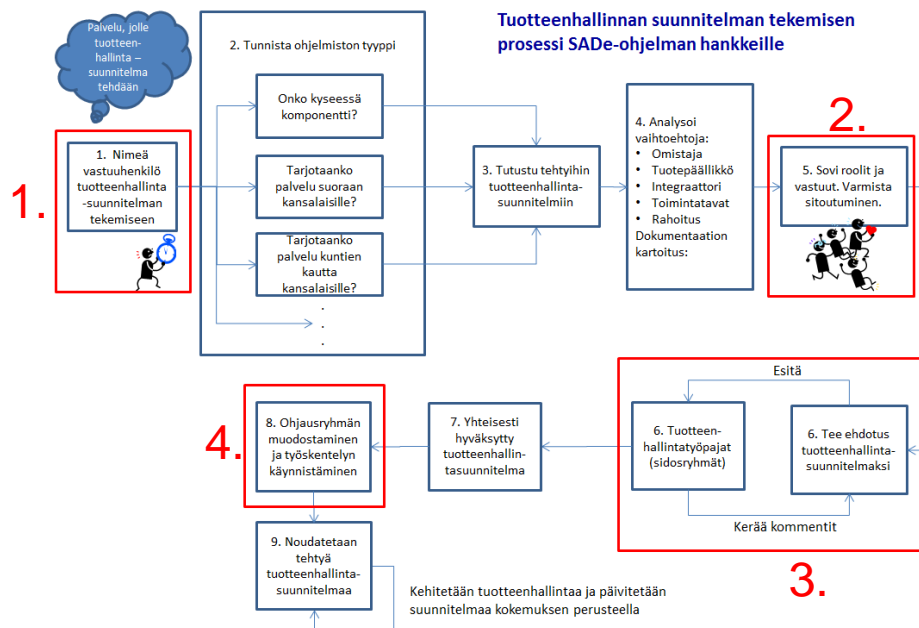 Tuotteenhallinnan suunnitelman tekemisen
prosessi SADe-ohjelman hankkeille
Palvelu, jolle
tuotteen-
hallinta –
suunnitelma
tehdään
1.
1. Nimeä
vastuuhenkilö
tuotteenhallinta
-suunnitelman
tekemiseen
2. Tunnista ohjelmiston tyyppi
Onko kyseessä
komponentti?
Tarjotaanko
palvelu suoraan
kansalaisille?
Tarjotaanko
palvelu kuntien
kautta
kansalaisille?
.
.
.
3. Tutustu tehtyihin
tuotteenhallinta-
suunnitelmiin
4. Analysoi
vaihtoehtoja:
• Omistaja
• Tuotepäällikkö
• Integraattori
• Toimintatavat
• Rahoitus
Dokumentaation
kartoitus:
2.
5. Sovi roolit ja
vastuut. Varmista
sitoutuminen.
Esitä
6. Tuotteen-
hallintatyöpajat
(sidosryhmät)
6. Tee ehdotus
tuotteenhallinta-
suunnitelmaksi
Kerää kommentit
3.
7. Yhteisesti
hyväksytty
tuotteenhallin-
tasuunnitelma
4.
8. Ohjausryhmän
muodostaminen
ja työskentelyn
käynnistäminen
9. Noudatetaan
tehtyä
tuotteenhallinta-
suunnitelmaa
Kehitetään tuotteenhallintaa ja päivitetään
suunnitelmaa kokemuksen perusteella